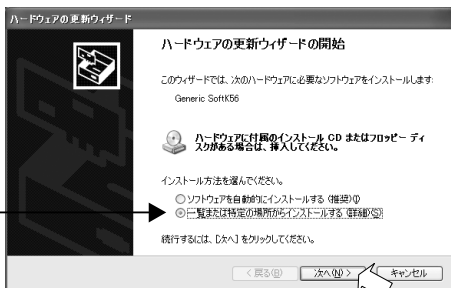 ハードウェアの更新ウィザード
ハードウェアの更新ウィザードの開始
このウィザードでは、次のハードウェアに必要なソフトウェアをインストールします:
Generic SoftK56
ハードウェアに付属のインストール CD またはフロッピー ディ
スクがある場合は、挿入してください。
インストール方法を選んでください。
ソフトウェアを自動的にインストールする (推奨)(I)
一覧または特定の場所からインストールする (詳細)(S)
続行するには、[次へ] をクリックしてください。
< 戻る(B)
次へ(N) >
キャンセル